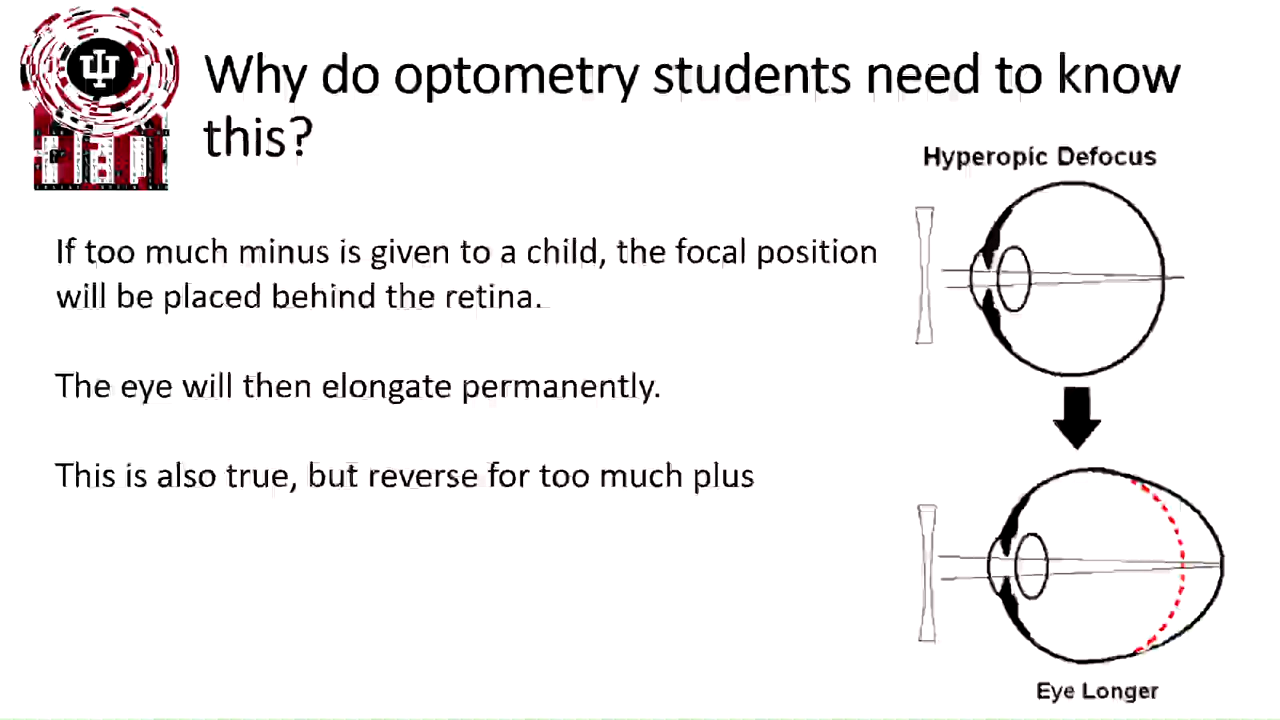 Why do optometry students need to know
this?
Hyperopic Defocus
If too much minus is given to a child, the focal position
will be placed behind the retina.
The eye will then elongate permanently.
This is also true, but reverse for too much plus
Eye Longer